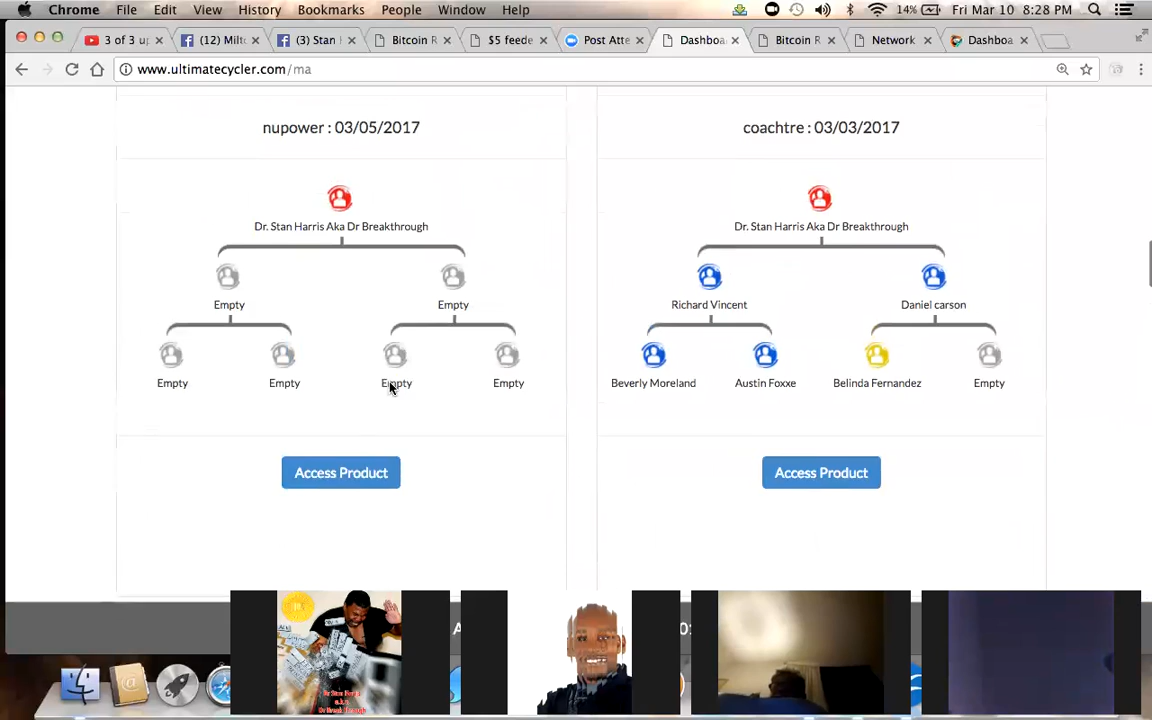 Chrome File Edit View History Bookmarks People Window Help 14% Fri Mar 10 8:28 PM
3 of 3 u (12) Milt (3) Stan Bitcoin R $5 feede Post Atte Dashboa Bitcoin R Network Dashboa
www.ultimatecycler.com/ma
nupower : 03/05/2017
coachtre : 03/03/2017
Dr. Stan Harris Aka Dr Breakthrough
Dr. Stan Harris Aka Dr Breakthrough
Empty Empty
Richard Vincent Daniel carson
Empty Empty Empty Empty
Beverly Moreland Austin Foxxe Belinda Fernandez Empty
Access Product
Access Product